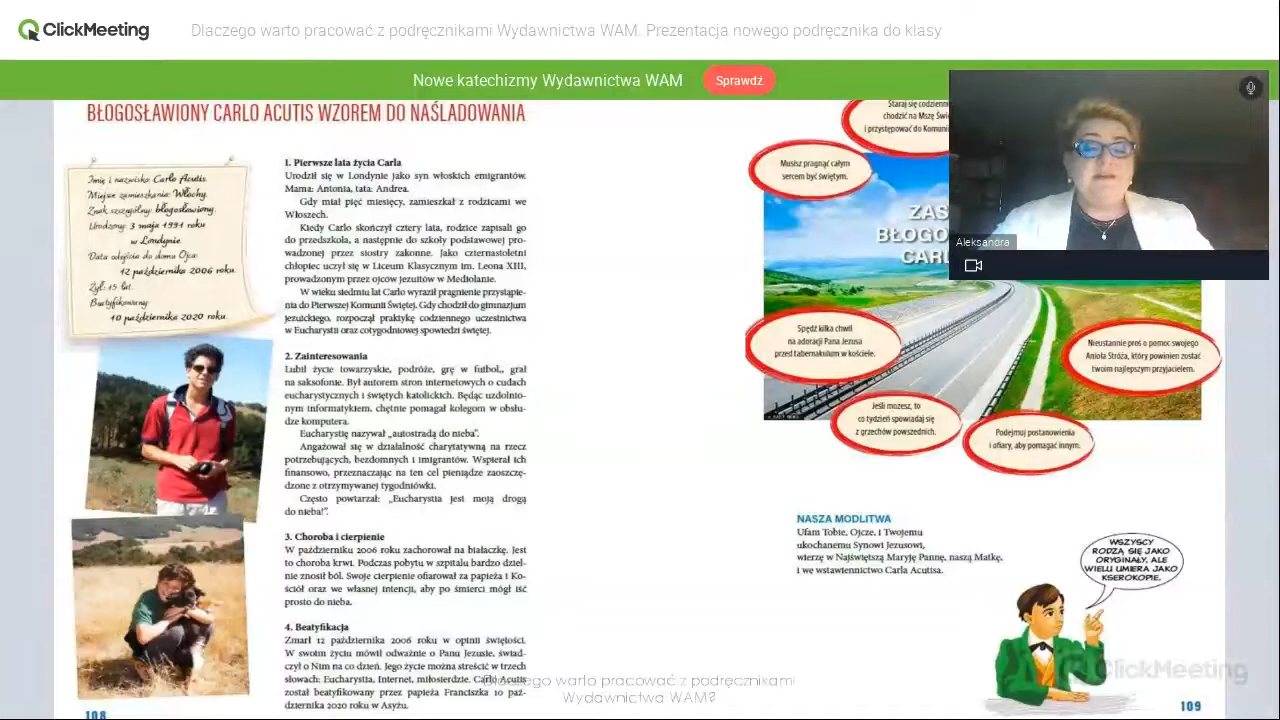 ClickMeeting
Dlaczego warto pracować z podręcznikami Wydawnictwa WAM. Prezentacja nowego podręcznika do klasy
Nowe katechizmy Wydawnictwa WAM
Sprawdź
BŁOGOSŁAWIONY CARLO ACUTIS WZOREM DO NAŚLADOWANIA
Imię i nazwisko: Carlo Acutis.
Miejsce zamieszkania: Włochy.
Znak szczególny: błogosławiony.
Urodzony: 3 maja 1991 roku
w Londynie.
Data odejścia do domu Ojca:
12 października 2006 roku.
Żył: 15 lat.
Beatyfikowany:
10 października 2020 roku.
1. Pierwsze lata życia Carla
Urodził się w Londynie jako syn włoskich emigrantów.
Mama: Antonia, tata: Andrea.
Gdy miał pięć miesięcy, zamieszkał z rodzicami we
Włoszech.
Kiedy Carlo skończył cztery lata, rodzice zapisali go
do przedszkola, a następnie do szkoły podstawowej pro-
wadzonej przez siostry zakonne. Jako czternastoletni
chłopiec uczył się w Liceum Klasycznym im. Leona XIII,
prowadzonym przez ojców jezuitów w Mediolanie.
W wieku siedmiu lat Carlo wyraził pragnienie przystąpie-
nia do Pierwszej Komunii Świętej. Gdy chodził do gimnazjum
jezuickiego, rozpoczął praktykę codziennego uczestnictwa
w Eucharystii oraz cotygodniowej spowiedzi świętej.
2. Zainteresowania
Lubił życie towarzyskie, podróże, grę w futbol,, grał
na saksofonie. Był autorem stron internetowych o cudach
eucharystycznych i świętych katolickich. Będąc uzdolnio-
nym informatykiem, chętnie pomagał kolegom w obsłu-
dze komputera.
Eucharystię nazywał „autostradą do nieba”.
Angażował się w działalność charytatywną na rzecz
potrzebujących, bezdomnych i imigrantów. Wspierał ich
finansowo, przeznaczając na ten cel pieniądze zaoszczę-
dzone z otrzymywanej tygodniówki.
Często powtarzał: „Eucharystia jest moją drogą
do nieba!”.
3. Choroba i cierpienie
W październiku 2006 roku zachorował na białaczkę. Jest
to choroba krwi. Podczas pobytu w szpitalu bardzo dziel-
nie znosił ból. Swoje cierpienie ofiarował za papieża i Ko-
ściół oraz we własnej intencji, aby po śmierci mógł iść
prosto do nieba.
4. Beatyfikacja
Zmarł 12 października 2006 roku w opinii świętości.
W swoim życiu mówił odważnie o Panu Jezusie, świad-
czył o Nim na co dzień. Jego życie można streścić w trzech
słowach: Eucharystia, Internet, miłosierdzie. Carlo Acutis
został beatyfikowany przez papieża Franciszka 10 paź-
dziernika 2020 roku w Asyżu.
108
Staraj się codziennie
chodzić na Mszę Świę
i przystępować do Komuni
Musisz pragnąć całym
sercem być świętym.
ZAS
BŁOGO
CARL
Spędź kilka chwil
na adoracji Pana Jezusa
przed tabernakulum w kościele.
Nieustannie proś o pomoc swojego
Anioła Stróża, który powinien zostać
twoim najlepszym przyjacielem.
Jeśli możesz, to
co tydzień spowiadaj się
z grzechów powszednich.
Podejmuj postanowienia
i ofiary, aby pomagać innym.
NASZA MODLITWA
Ufam Tobie, Ojcze, i Twojemu
ukochanemu Synowi Jezusowi,
wierzę w Najświętszą Maryję Pannę, naszą Matkę,
i we wstawiennictwo Carla Acutisa.
WSZYSCY
RODZĄ SIĘ JAKO
ORYGINAŁY, ALE
WIELU UMIERA JAKO
KSEROKOPIE.
109
Aleksandra
ClickMeeting
Dlaczego warto pracować z podręcznikami
Wydawnictwa WAM?